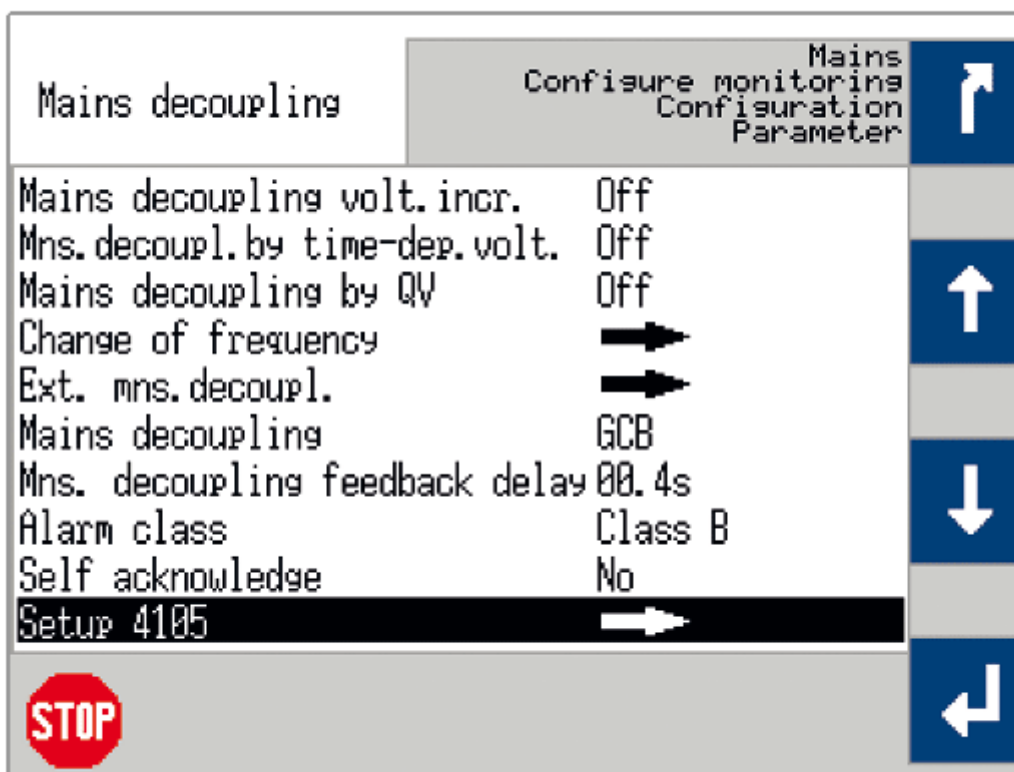 Mains decoupling
Mains
Configure monitoring
Configuration
Parameter
Mains decoupling volt.incr. Off
Mns.decoupl.by time-dep.volt. Off
Mains decoupling by QV Off
Change of frequency
Ext. mns.decoupl.
Mains decoupling GCB
Mns. decoupling feedback delay 00.4s
Alarm class Class B
Self acknowledge No
Setup 4105
STOP